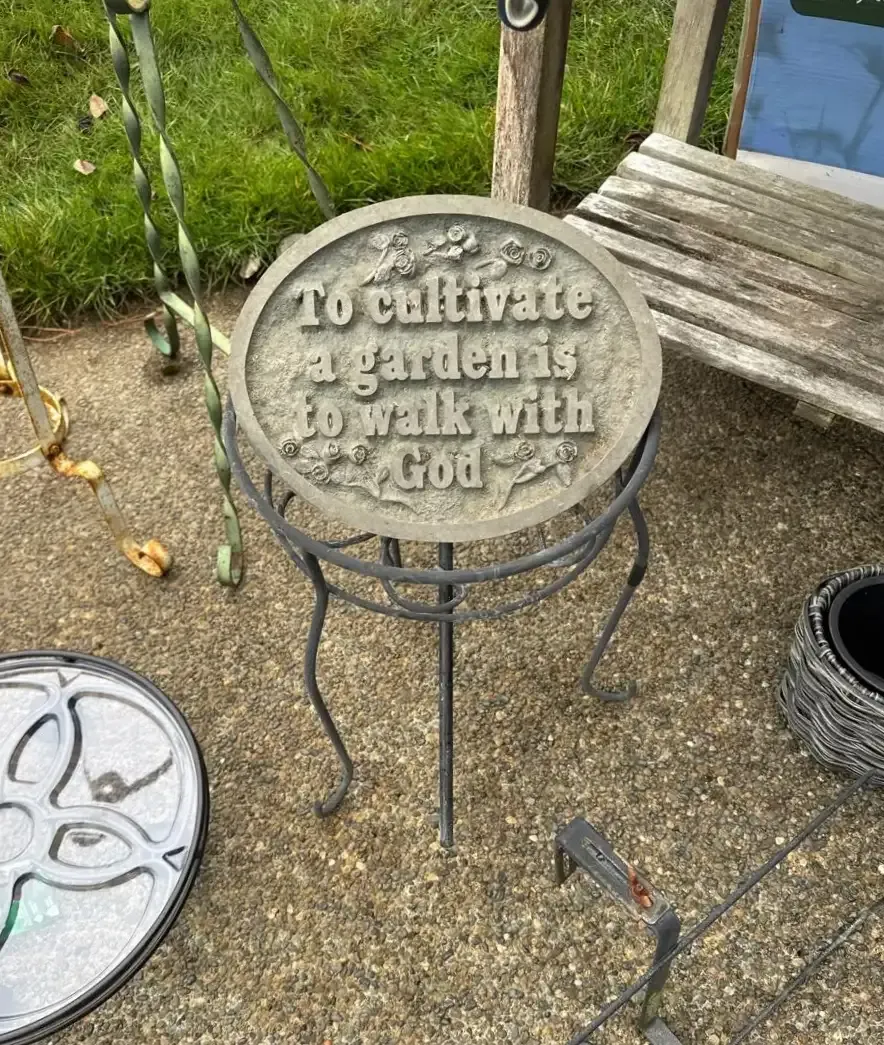 To cultivate
a garden is
to walk with
God